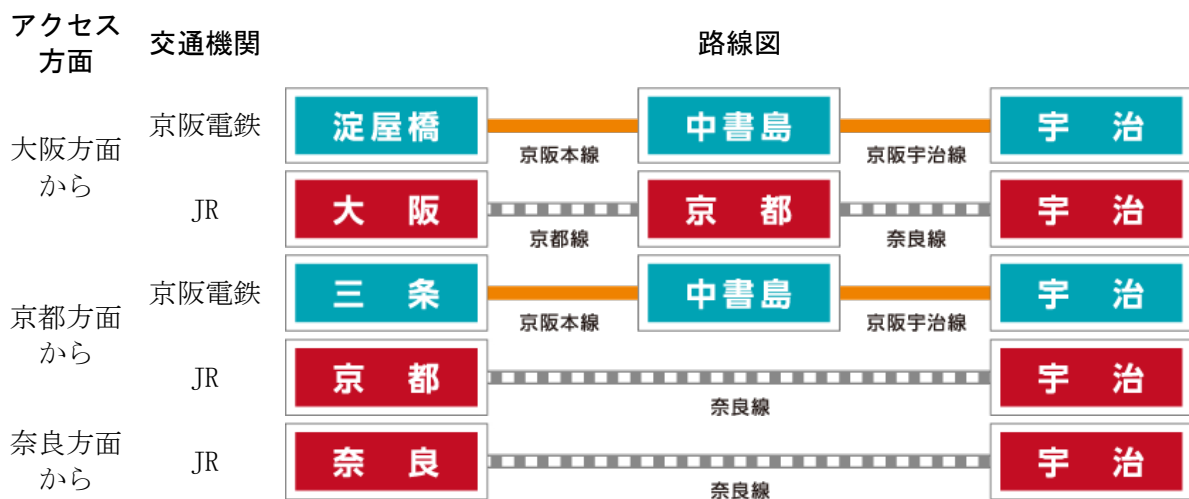 アクセス
方面
交通機関
路線図
大阪方面
から
京阪電鉄
淀屋橋
京阪本線
中書島
京阪宇治線
宇 治
JR
大 阪
京都線
京 都
奈良線
宇 治
京都方面
から
京阪電鉄
三 条
京阪本線
中書島
京阪宇治線
宇 治
JR
京 都
奈良線
宇 治
奈良方面
から
JR
奈 良
奈良線
宇 治